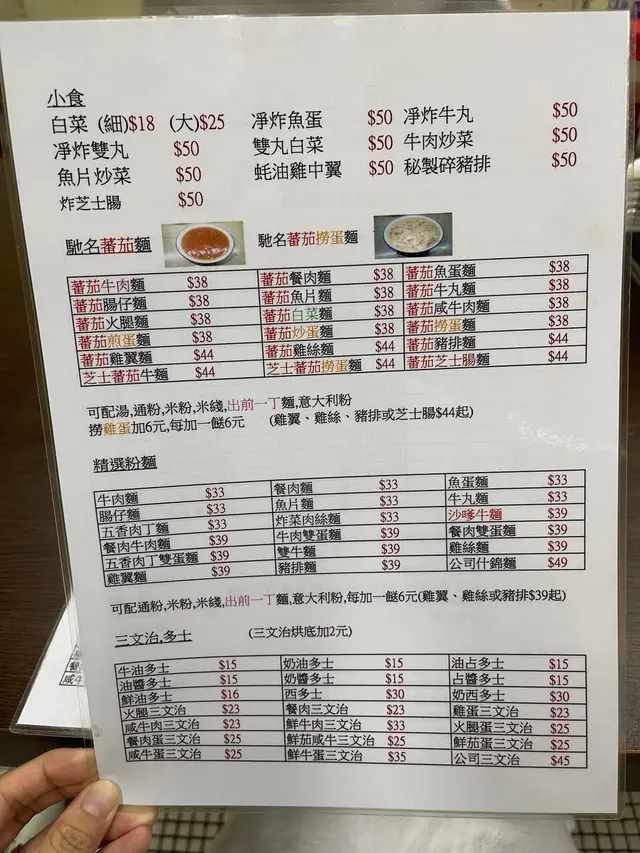 小食
白菜 (細)$18 (大)$25 淨炸魚蛋 $50 淨炸牛丸 $50
淨炸雙丸 $50 雙丸白菜 $50 牛肉炒菜 $50
魚片炒菜 $50 蚝油雞中翼 $50 秘製碎豬排 $50
炸芝士腸 $50
馳名蕃茄麵 馳名蕃茄撈蛋麵
蕃茄牛肉麵 $38 蕃茄餐肉麵 $38 蕃茄魚蛋麵 $38
蕃茄腸仔麵 $38 蕃茄魚片麵 $38 蕃茄牛丸麵 $38
蕃茄火腿麵 $38 蕃茄白菜麵 $38 蕃茄咸牛肉麵 $38
蕃茄煎蛋麵 $38 蕃茄炒蛋麵 $38 蕃茄撈蛋麵 $38
蕃茄雞翼麵 $44 蕃茄雞絲麵 $44 蕃茄豬排麵 $44
芝士蕃茄牛麵 $44 芝士蕃茄撈蛋麵 $44 蕃茄芝士腸麵 $44
可配湯,通粉,米粉,米綫,出前一丁麵,意大利粉
撈雞蛋加6元,每加一餸6元 (雞翼、雞絲、豬排或芝士腸$44起)
精選粉麵
牛肉麵 $33 餐肉麵 $33 魚蛋麵 $33
腸仔麵 $33 魚片麵 $33 牛丸麵 $33
五香肉丁麵 $33 炸菜肉絲麵 $33 沙嗲牛麵 $39
餐肉牛肉麵 $39 牛肉雙蛋麵 $39 餐肉雙蛋麵 $39
五香肉丁雙蛋麵 $39 雙牛麵 $39 雞絲麵 $39
雞翼麵 $39 豬排麵 $39 公司什錦麵 $49
可配通粉,米粉,米綫,出前一丁麵,意大利粉,每加一餸6元(雞翼、雞絲或豬排$39起)
三文治,多士 (三文治烘底加2元)
牛油多士 $15 奶油多士 $15 油占多士 $15
油醬多士 $15 奶醬多士 $15 占醬多士 $15
鮮油多士 $16 西多士 $30 奶西多士 $30
火腿三文治 $23 餐肉三文治 $23 雞蛋三文治 $23
咸牛肉三文治 $23 鮮牛肉三文治 $33 火腿蛋三文治 $25
餐肉蛋三文治 $25 鮮茄咸牛三文治 $25 鮮茄蛋三文治 $25
咸牛蛋三文治 $25 鮮牛蛋三文治 $35 公司三文治 $45